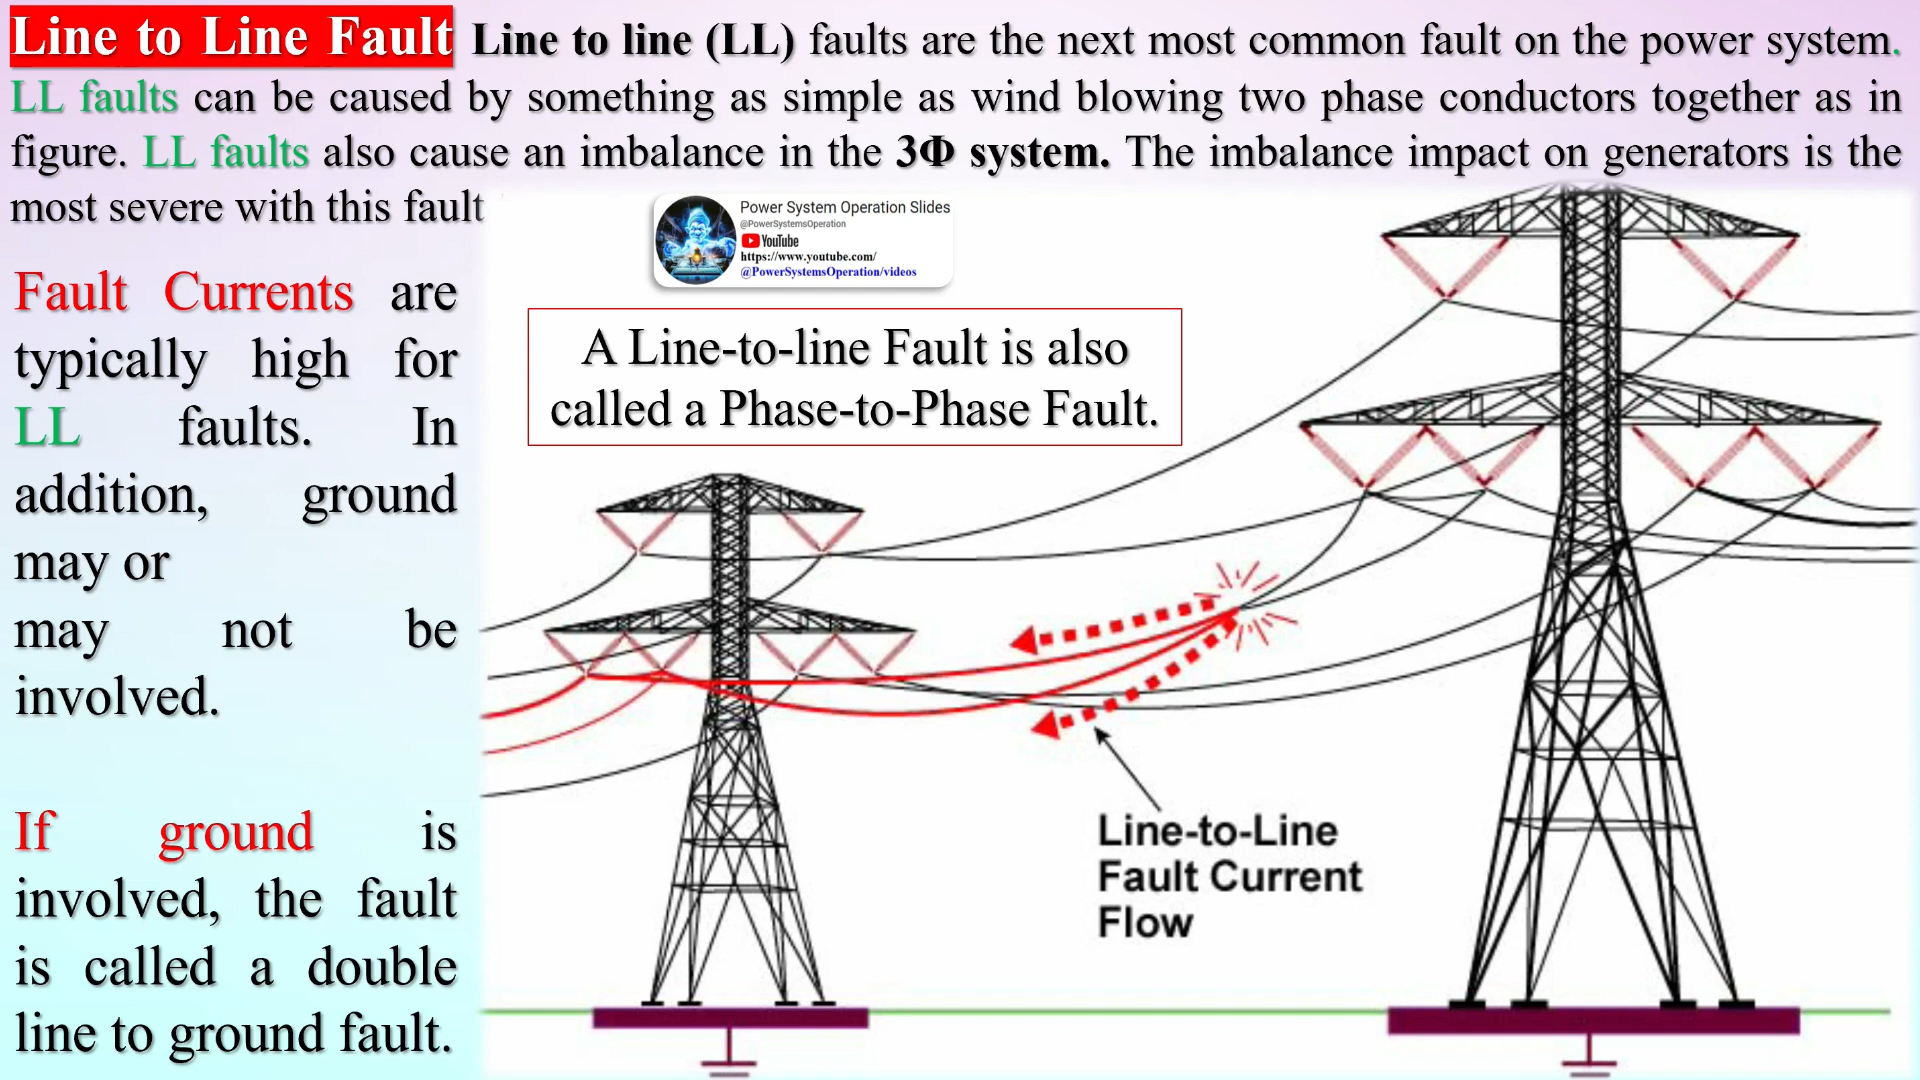 Line to Line Fault Line to line (LL) faults are the next most common fault on the power system.
LL faults can be caused by something as simple as wind blowing two phase conductors together as in
figure. LL faults also cause an imbalance in the 3Φ system. The imbalance impact on generators is the
most severe with this fault
Power System Operation Slides
@PowerSystemsOperation
YouTube
https://www.youtube.com/
@PowerSystemsOperation/videos
Fault Currents are
typically high for
LL faults. In
addition, ground
may or
may not be
involved.
If ground is
involved, the fault
is called a double
line to ground fault.
A Line-to-line Fault is also
called a Phase-to-Phase Fault.
Line-to-Line
Fault Current
Flow